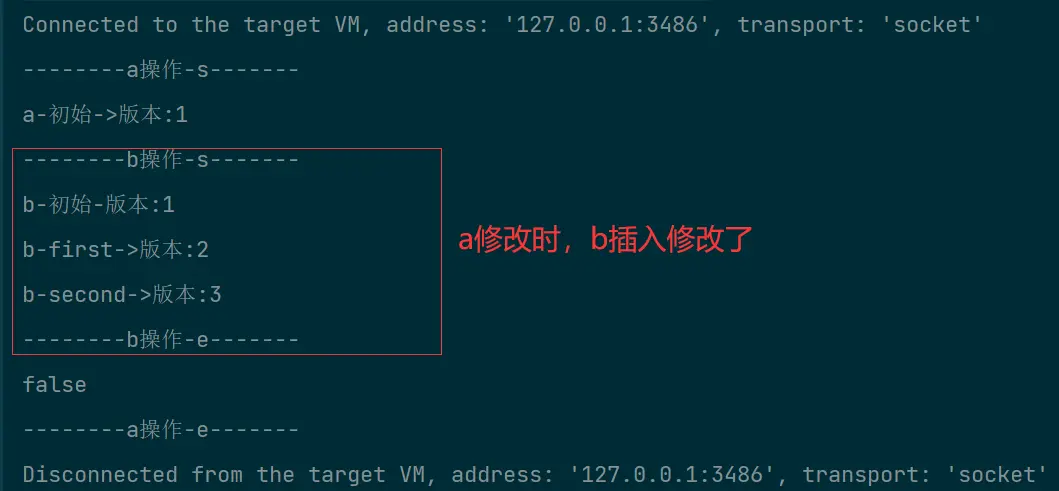 Connected to the target VM, address: '127.0.0.1:3486', transport: 'socket'
--------a操作-s-------
a-初始->版本:1
--------b操作-s-------
b-初始-版本:1
b-first->版本:2
a修改时，b插入修改了
b-second->版本:3
--------b操作-e-------
false
--------a操作-e-------
Disconnected from the target VM, address: '127.0.0.1:3486', transport: 'socket'